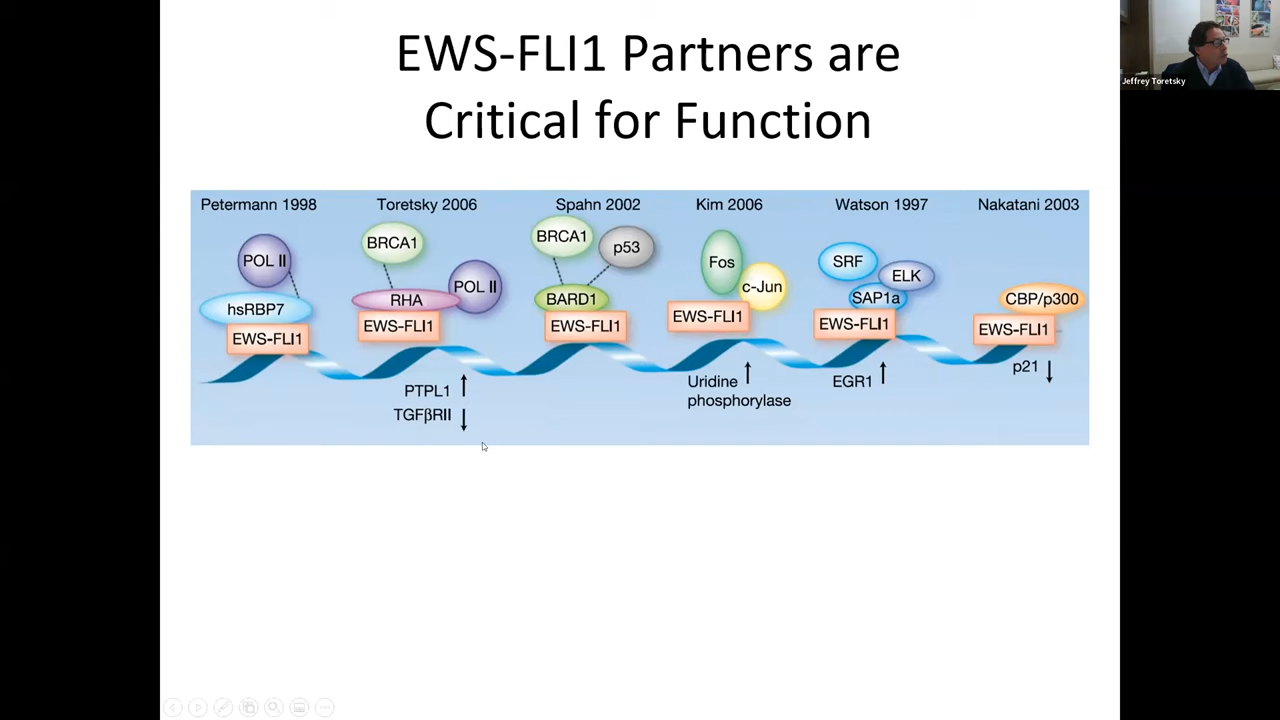 EWS-FLI1 Partners are
Critical for Function
Jeffrey Toretsky
Petermann 1998
Toretsky 2006
Spahn 2002
Kim 2006
Watson 1997
Nakatani 2003
POL II
hsRBP7
EWS-FLI1
BRCA1
RHA
POL II
EWS-FLI1
PTPL1
TGFβRII
BRCA1
p53
BARD1
EWS-FLI1
Fos
c-Jun
EWS-FLI1
Uridine
phosphorylase
SRF
ELK
SAP1a
EWS-FLI1
EGR1
CBP/p300
EWS-FLI1
p21